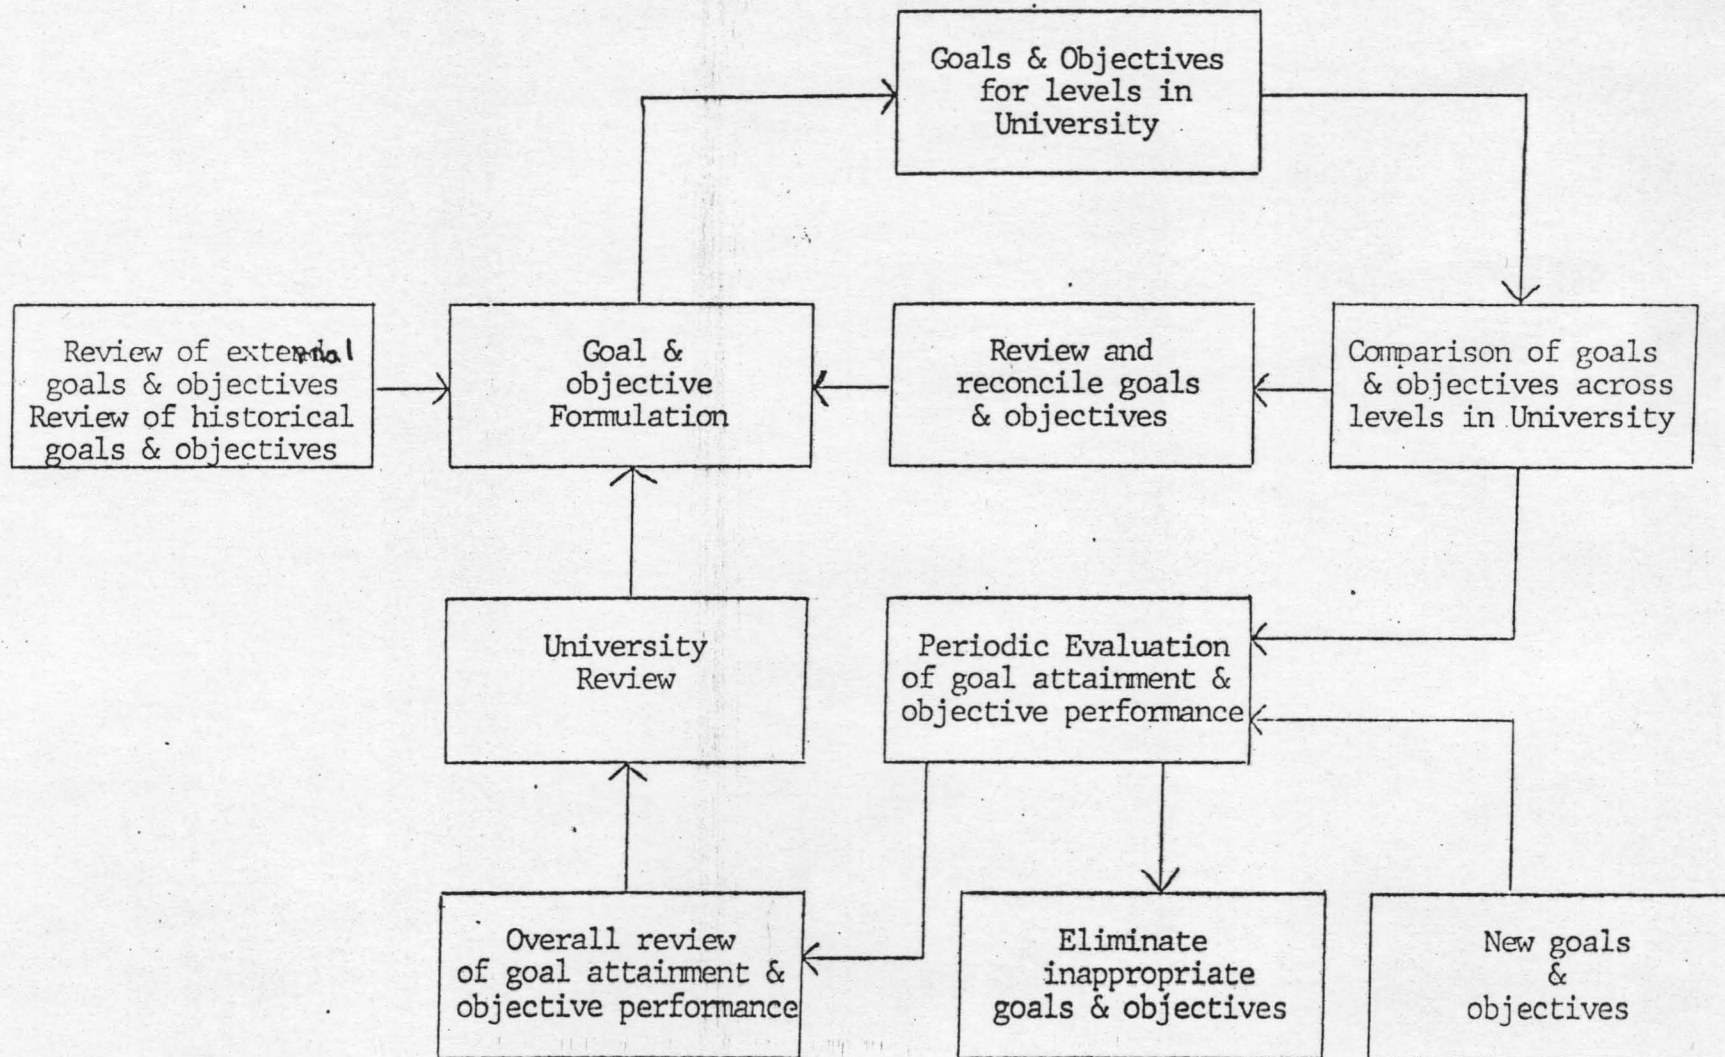 Goals & Objectives
for levels in
University
Review of external
goals & objectives
Review of historical
goals & objectives
Goal &
objective
Formulation
Review and
reconcile goals
& objectives
Comparison of goals
& objectives across
levels in University
University
Review
Periodic Evaluation
of goal attainment &
objective performance
Overall review
of goal attainment &
objective performance
Eliminate
inappropriate
goals & objectives
New goals
&
objectives